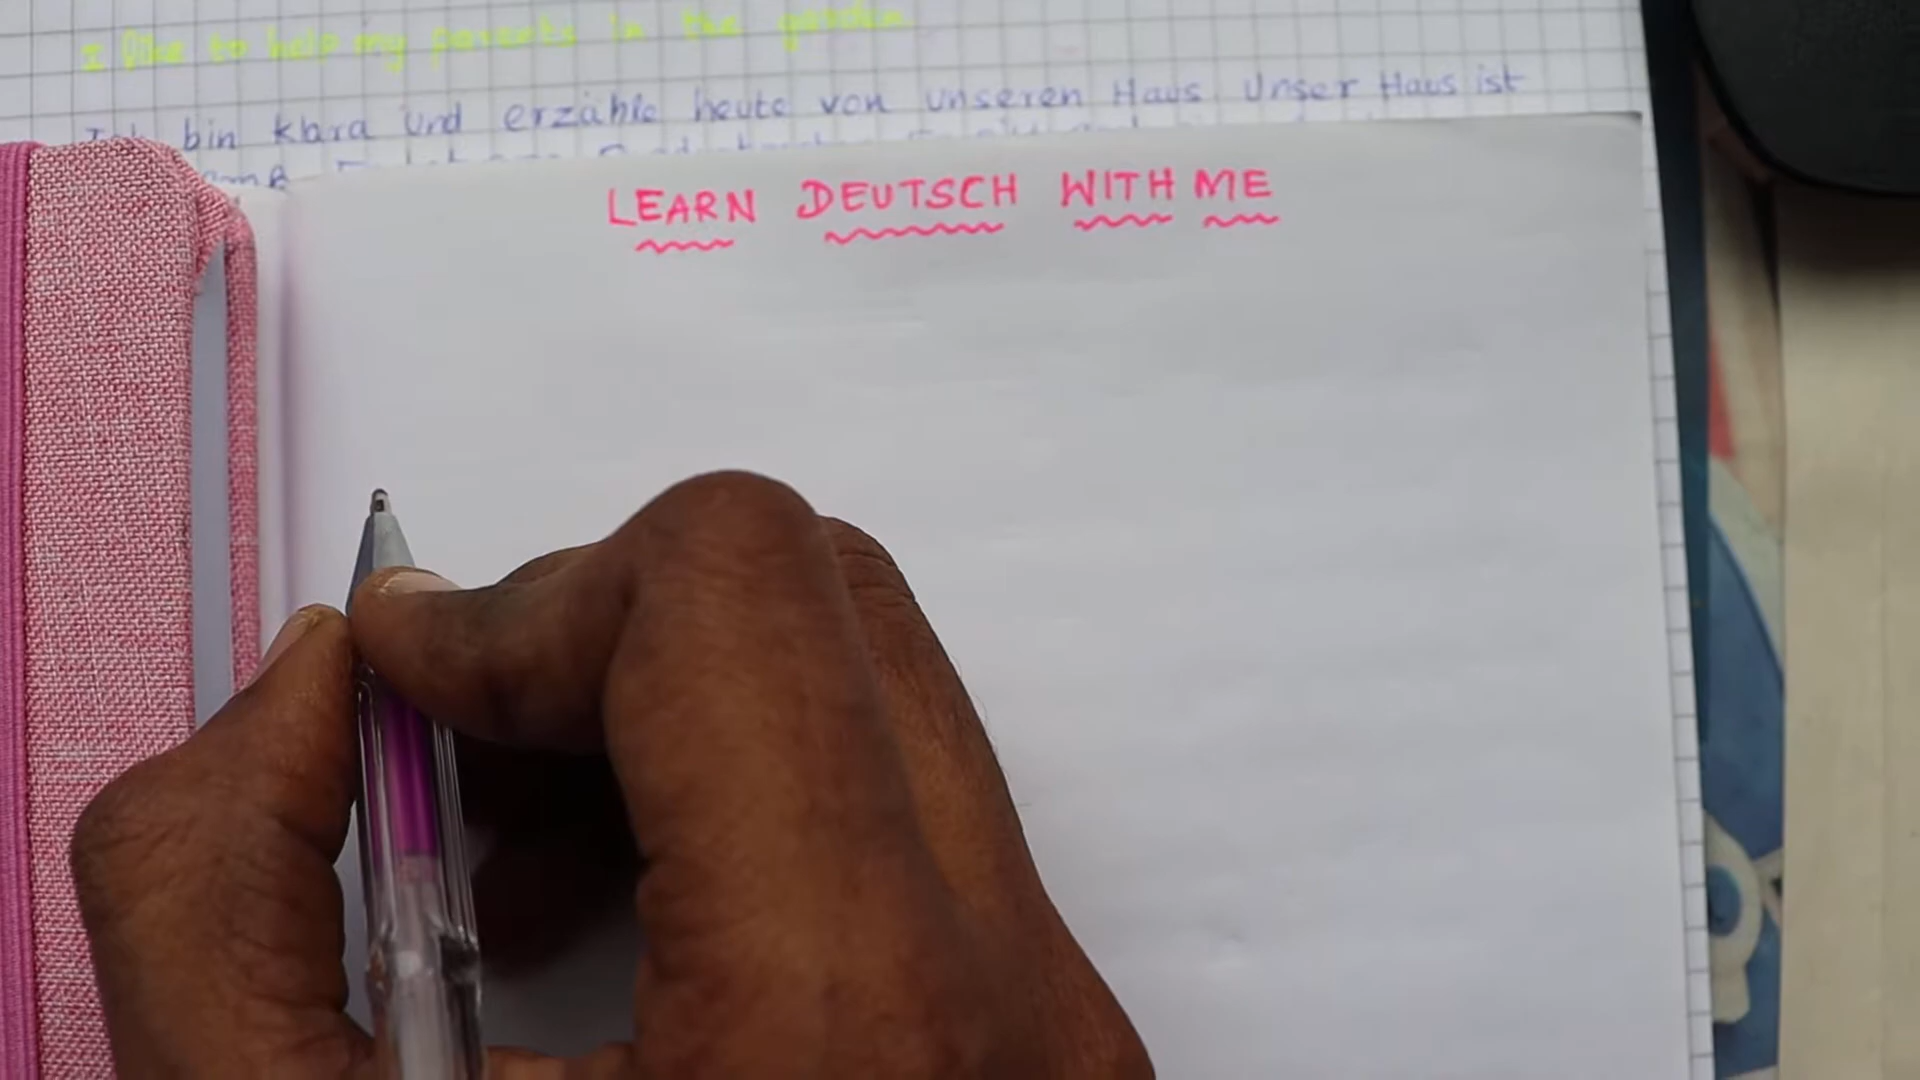 I like to help my parents in the garden
Ich bin klara und erzähle heute von unseren Haus. Unser Haus ist
LEARN DEUTSCH WITH ME